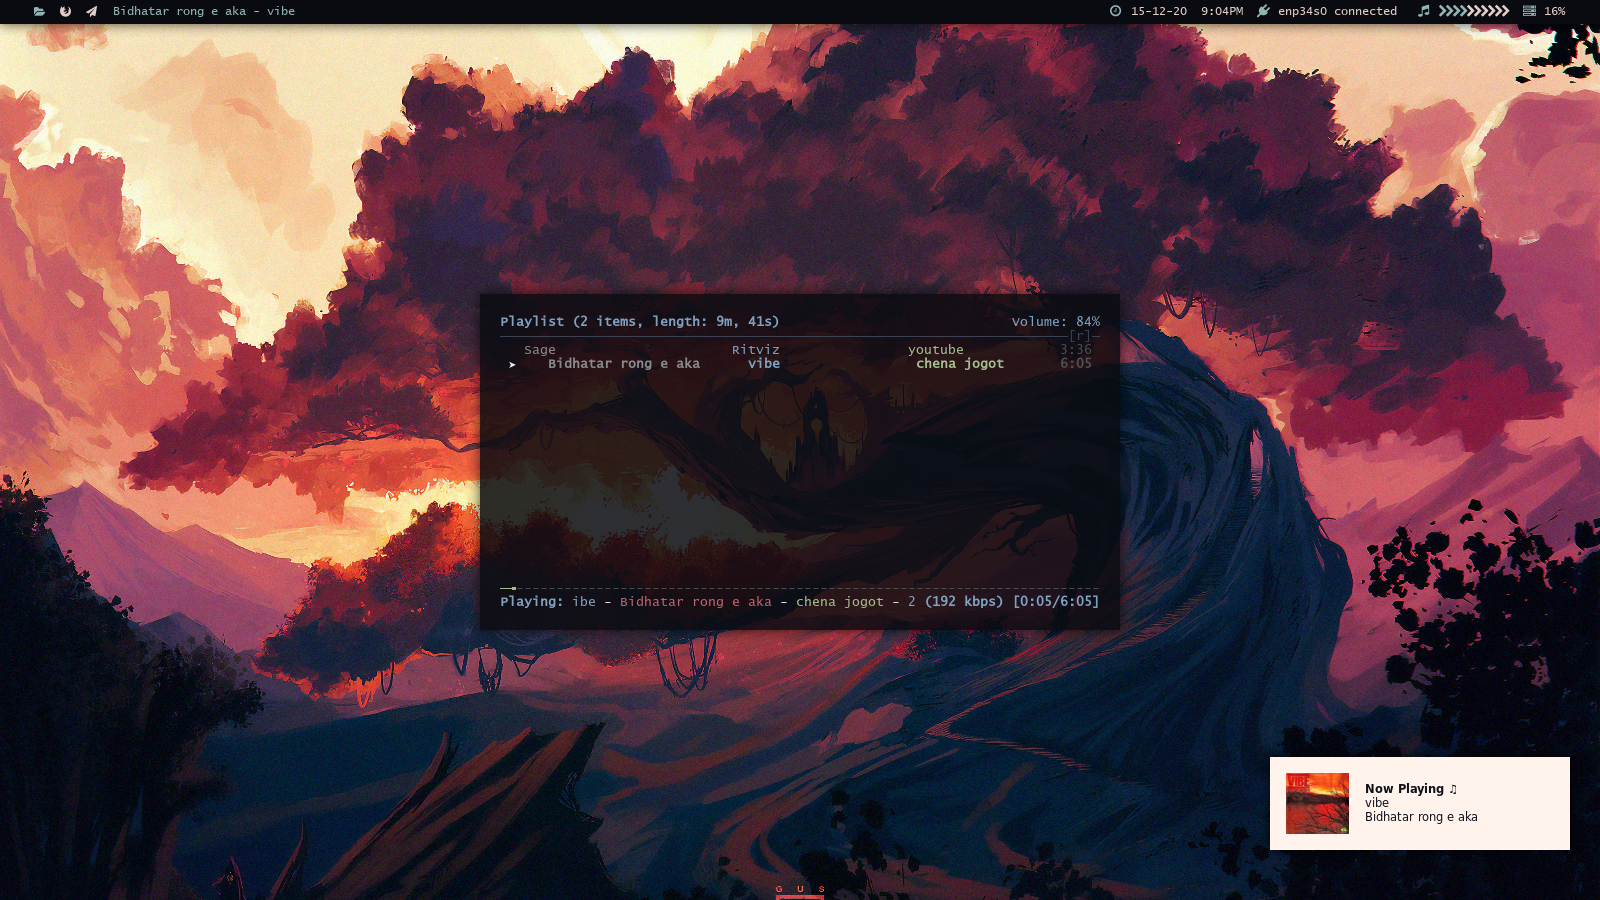 Bidhatar rong e aka - vibe
15-12-20 9:04PM enp34s0 connected 16%
Playlist (2 items, length: 9m, 41s) Volume: 84%
[r]
Sage Ritviz youtube 3:36
Bidhatar rong e aka vibe chena jogot 6:05
Playing: ibe - Bidhatar rong e aka - chena jogot - 2 (192 kbps) [0:05/6:05]
VIBE
Now Playing ♫
vibe
Bidhatar rong e aka
G U S